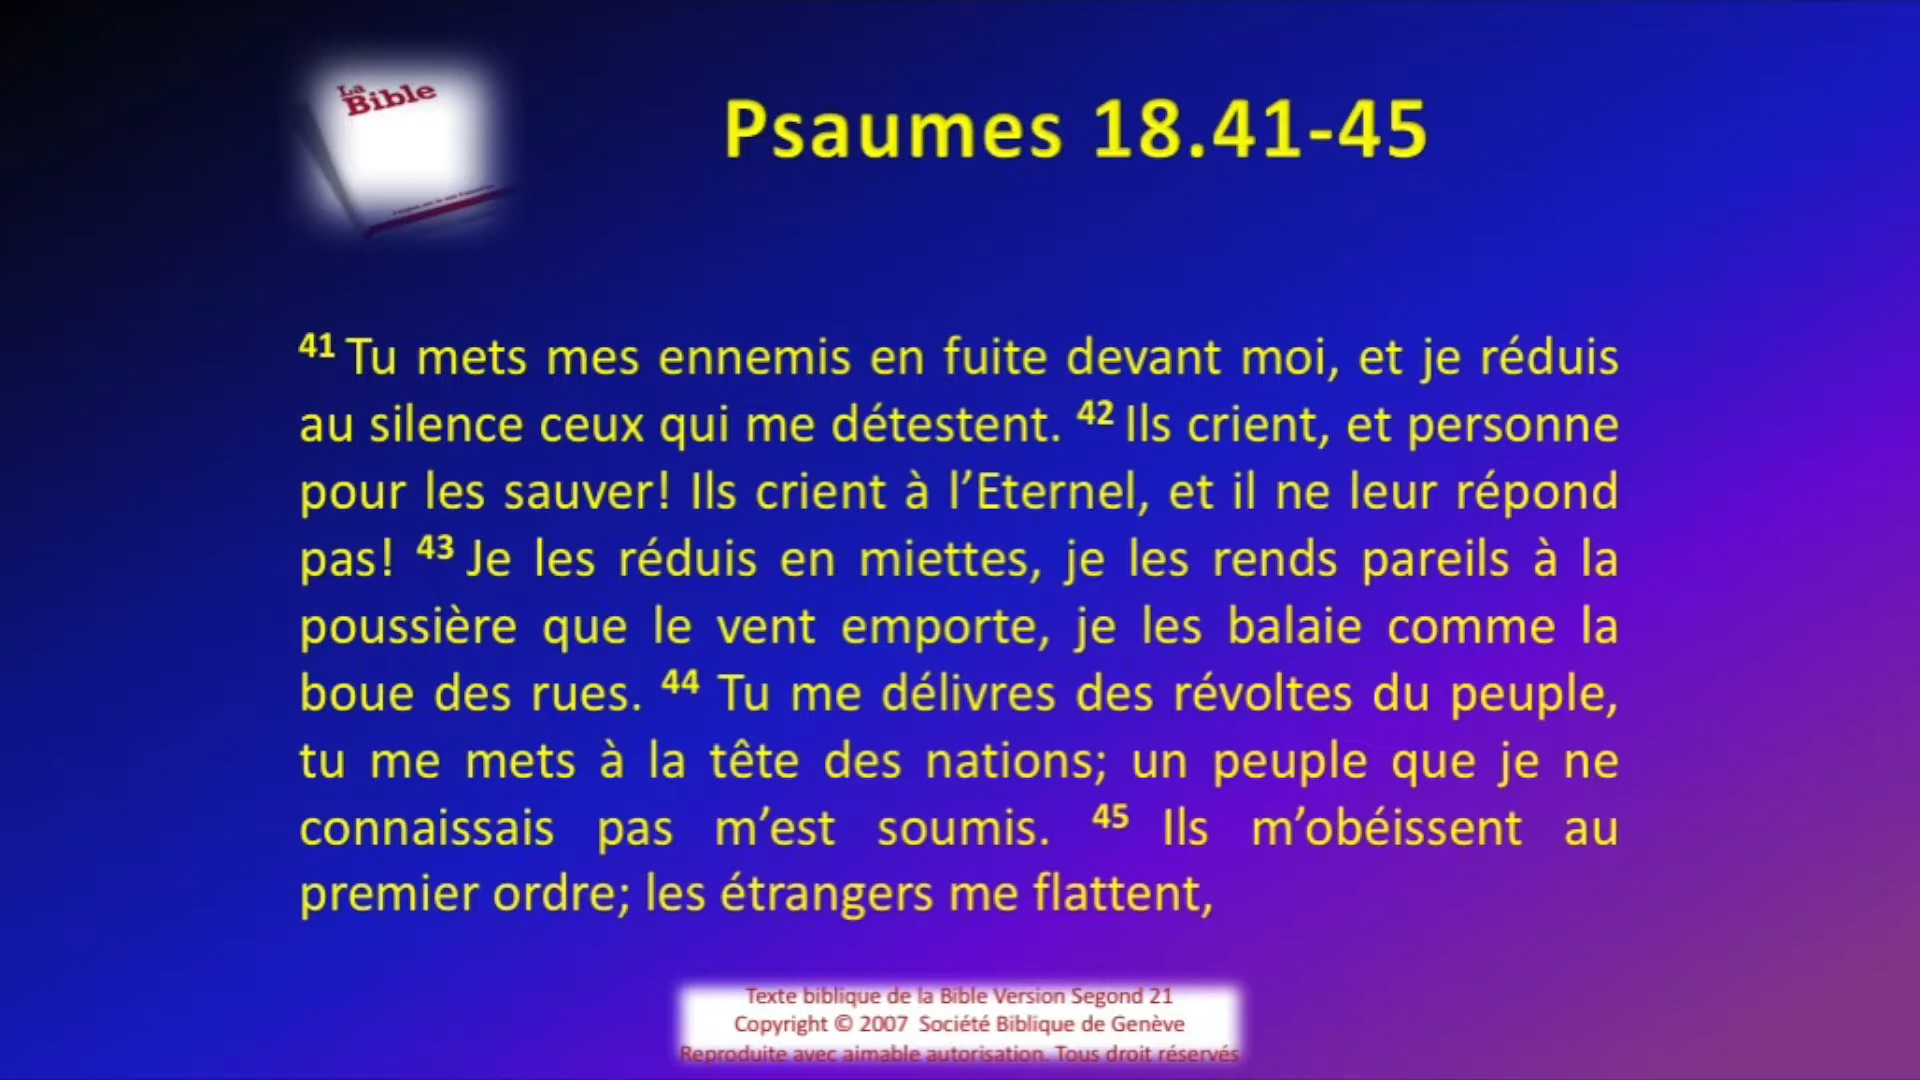 La
Bible
Psaumes 18.41-45
41 Tu mets mes ennemis en fuite devant moi, et je réduis
au silence ceux qui me détestent. 42 Ils crient, et personne
pour les sauver! Ils crient à l’Eternel, et il ne leur répond
pas! 43 Je les réduis en miettes, je les rends pareils à la
poussière que le vent emporte, je les balaie comme la
boue des rues. 44 Tu me délivres des révoltes du peuple,
tu me mets à la tête des nations; un peuple que je ne
connaissais pas m’est soumis. 45 Ils m’obéissent au
premier ordre; les étrangers me flattent,
Texte biblique de la Bible Version Segond 21
Copyright © 2007 Société Biblique de Genève
Reproduite avec aimable autorisation. Tous droit réservés